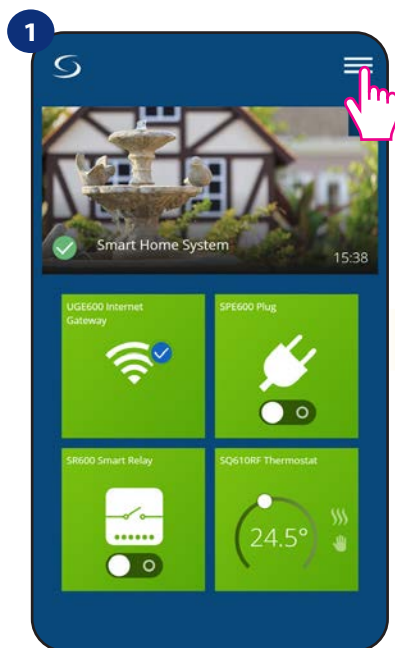 1
Smart Home System
15:38
UGE600 Internet
Gateway
SPE600 Plug
SR600 Smart Relay
SQ610RF Thermostat
24.5°